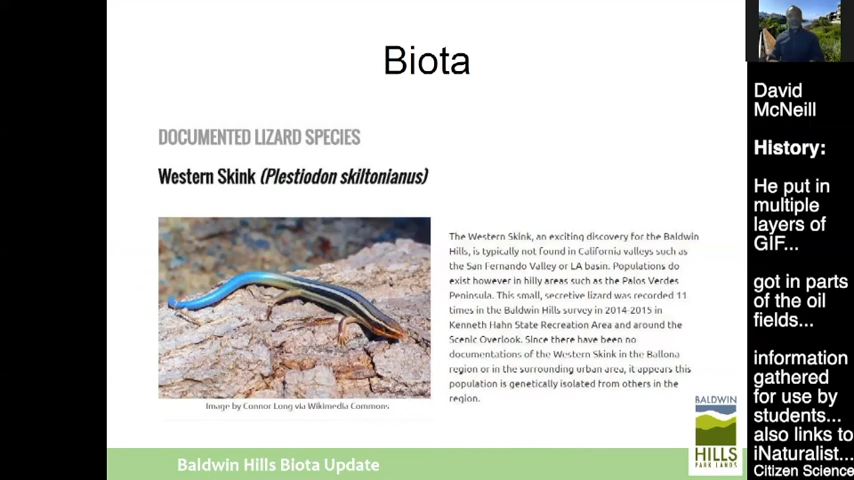 Biota
DOCUMENTED LIZARD SPECIES
Western Skink (Plestiodon skiltonianus)
The Western Skink, an exciting discovery for the Baldwin
Hills, is typically not found in California valleys such as
the San Fernando Valley or LA basin. Populations do
exist however in hilly areas such as the Palos Verdes
Peninsula. This small, secretive lizard was recorded 11
times in the Baldwin Hills survey in 2014-2015 in
Kenneth Hahn State Recreation Area and around the
Scenic Overlook. Since there have been no
documentations of the Western Skink in the Ballona
region or in the surrounding urban area, it appears this
population is genetically isolated from others in the
region.
Image by Connor Long via Wikimedia Commons
BALDWIN
HILLS
PARK LANDS
Baldwin Hills Biota Update
David
McNeill
History:
He put in
multiple
layers of
GIF...
got in parts
of the oil
fields...
information
gathered
for use by
students...
also links to
iNaturalist...
Citizen Science